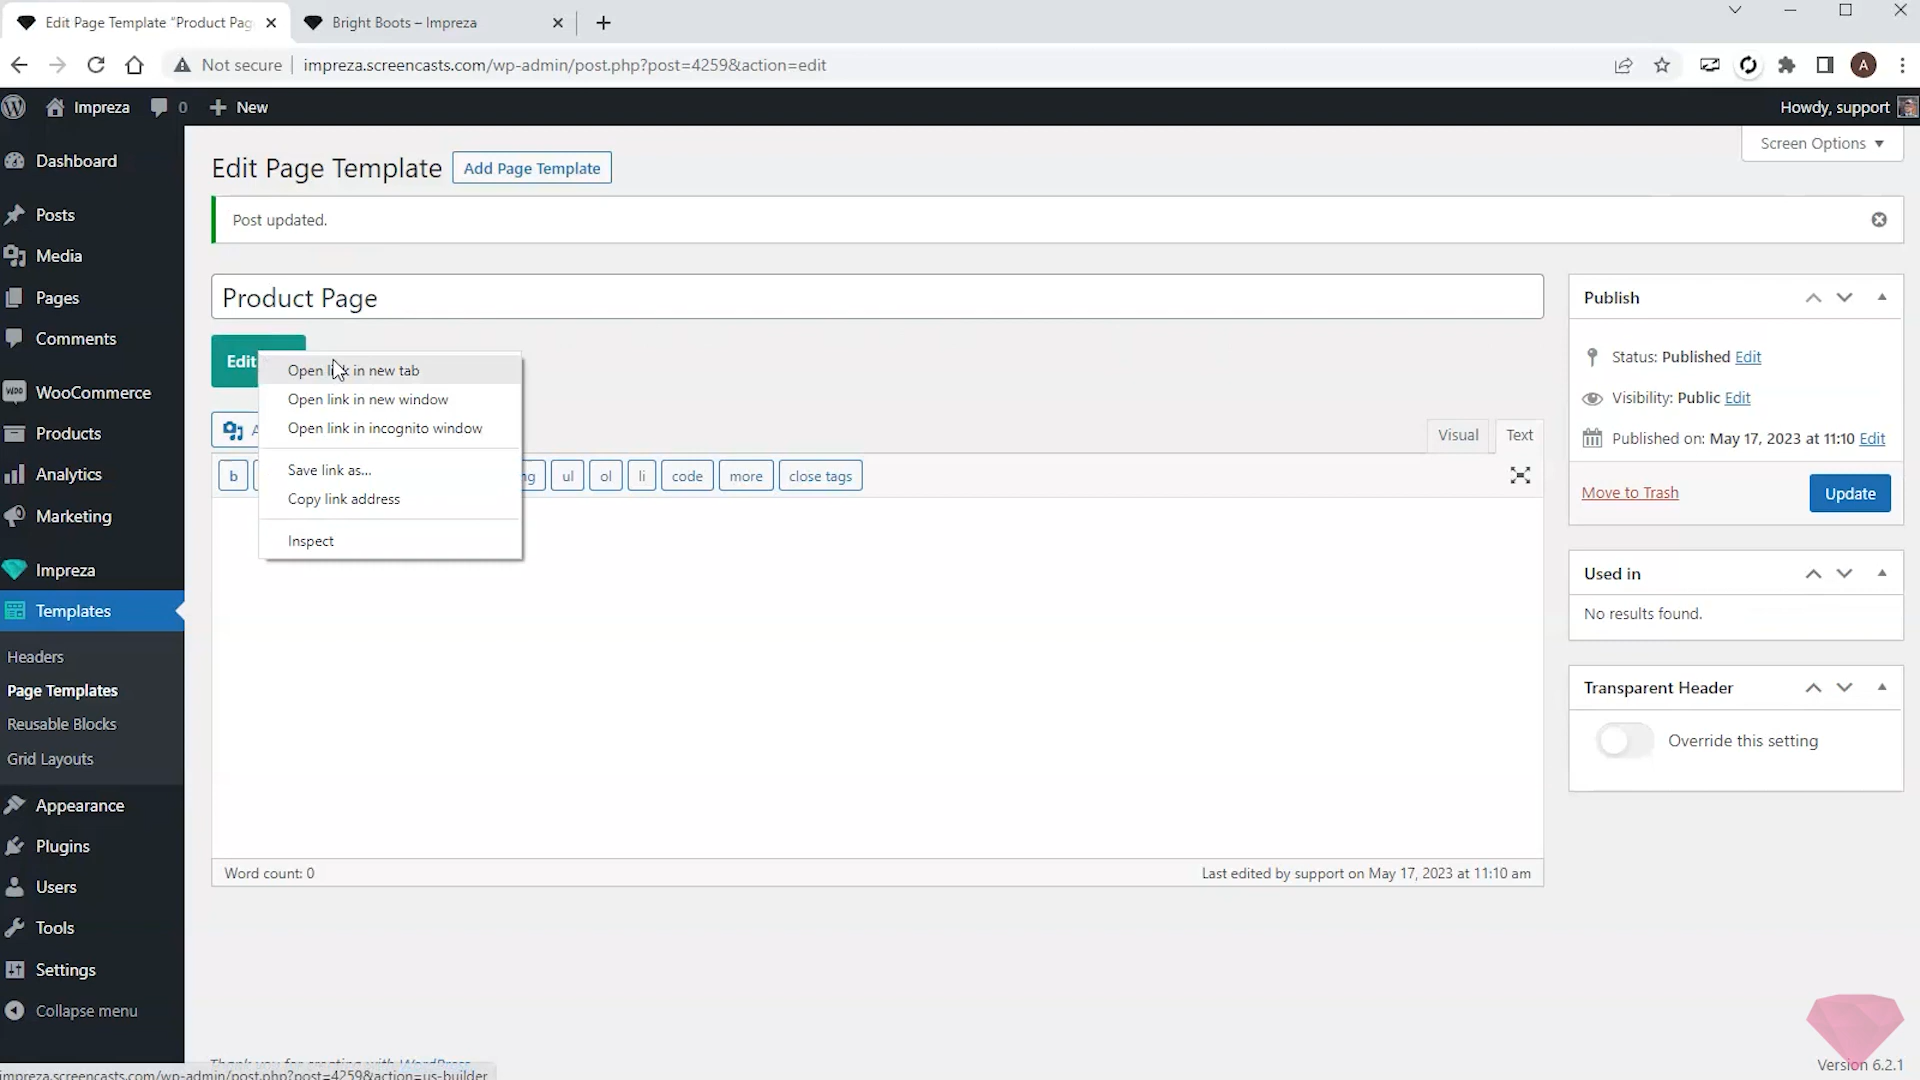 Edit Page Template “Product Pag
Bright Boots – Impreza
Not secure
impreza.screencasts.com/wp-admin/post.php?post=4259&action=edit
A
Impreza
0
New
Howdy, support
Dashboard
Posts
Media
Pages
Comments
WooCommerce
Products
Analytics
Marketing
Impreza
Templates
Headers
Page Templates
Reusable Blocks
Grid Layouts
Appearance
Plugins
Users
Tools
Settings
Collapse menu
Screen Options
Edit Page Template
Add Page Template
Post updated.
Product Page
Edit
Open link in new tab
Open link in new window
Open link in incognito window
Save link as...
Copy link address
Inspect
Visual
Text
b
ul
ol
li
code
more
close tags
Word count: 0
Last edited by support on May 17, 2023 at 11:10 am
Publish
Status: Published Edit
Visibility: Public Edit
Published on: May 17, 2023 at 11:10 Edit
Move to Trash
Update
Used in
No results found.
Transparent Header
Override this setting
Thank you for creating with WordPress
Version 6.2.1
impreza.screencasts.com/wp-admin/post.php?post=4259&action=us-builder